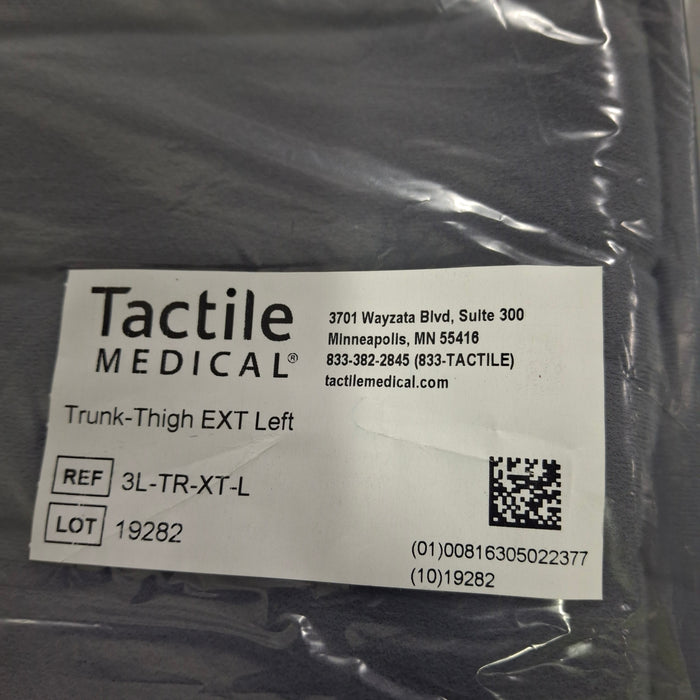 Tactile
MEDICAL®
3701 Wayzata Blvd, Suite 300
Minneapolis, MN 55416
833-382-2845 (833-TACTILE)
tactilemedical.com
Trunk-Thigh EXT Left
REF 3L-TR-XT-L
LOT 19282
(01)00816305022377
(10)19282